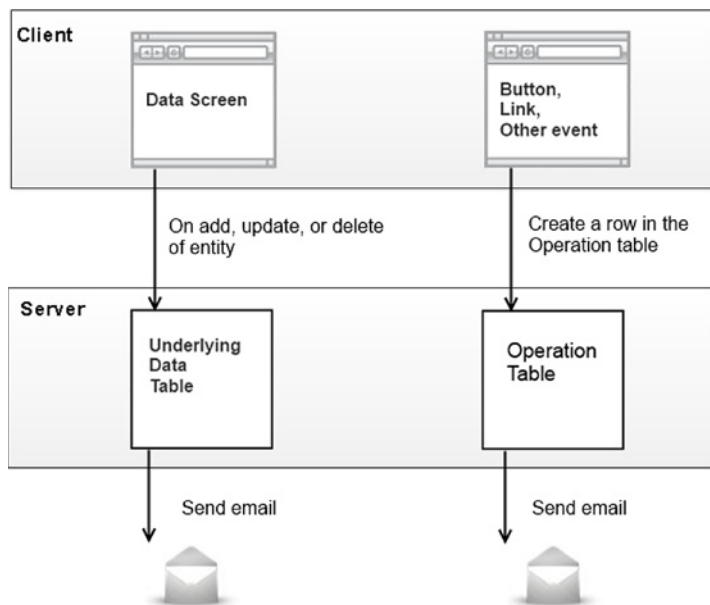 Client
Data Screen
Button,
Link,
Other event
On add, update, or delete
of entity
Create a row in the
Operation table
Server
Underlying
Data
Table
Operation
Table
Send email
Send email